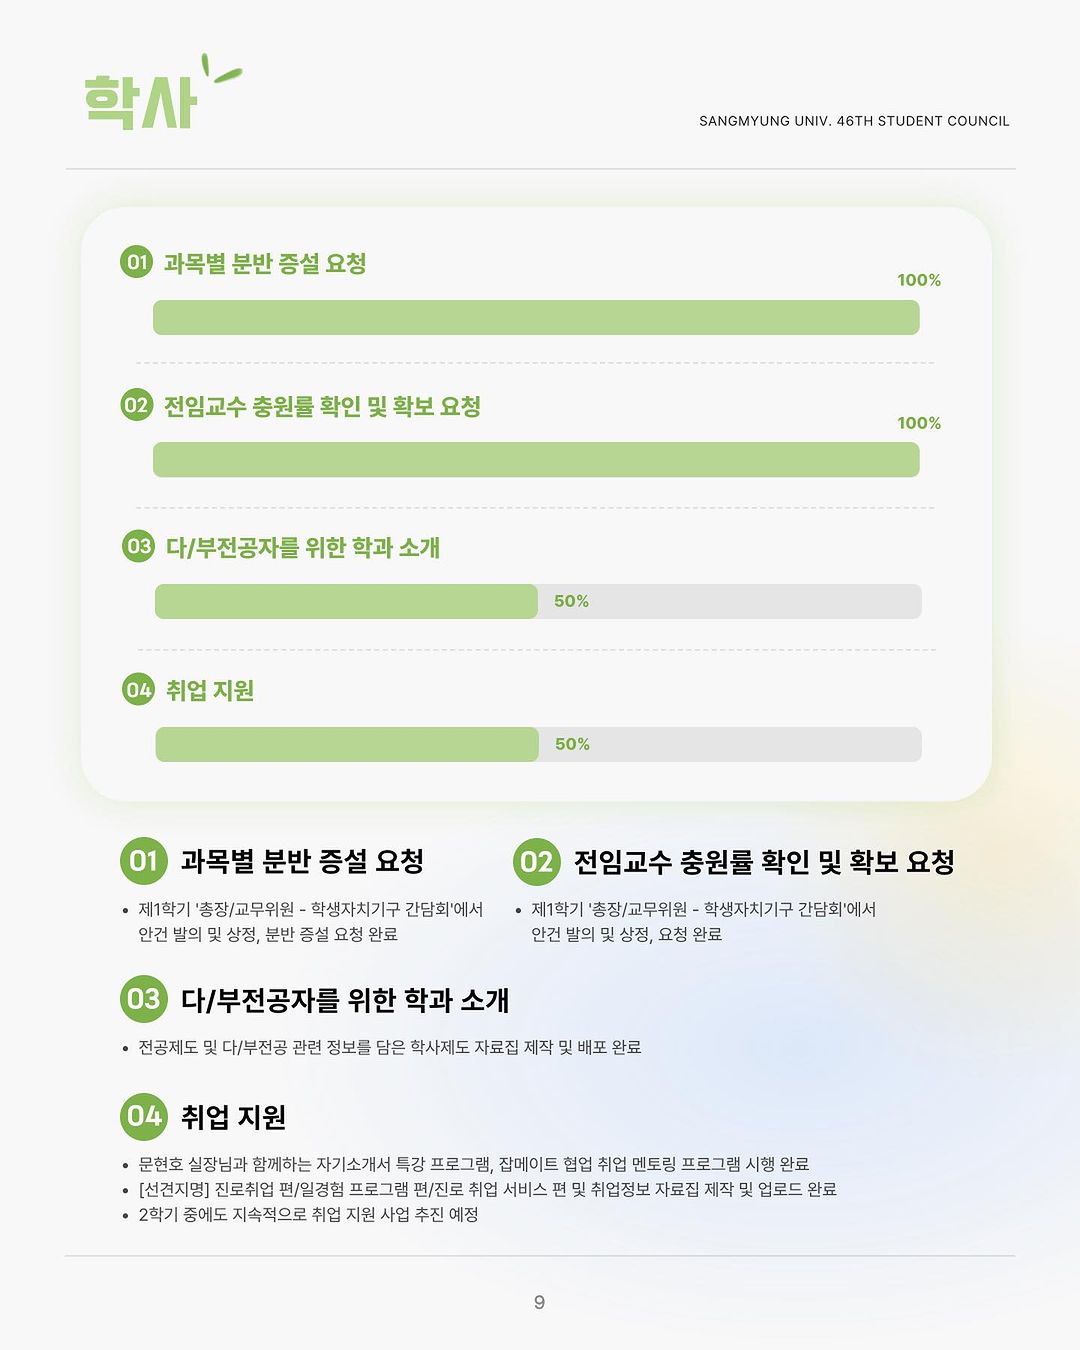 학사
SANGMYUNG UNIV. 46TH STUDENT COUNCIL
01 과목별 분반 증설 요청
100%
02 전임교수 충원률 확인 및 확보 요청
100%
03 다/부전공자를 위한 학과 소개
50%
04 취업 지원
50%
01 과목별 분반 증설 요청
• 제1학기 '총장/교무위원 - 학생자치기구 간담회'에서
안건 발의 및 상정, 분반 증설 요청 완료
02 전임교수 충원률 확인 및 확보 요청
• 제1학기 '총장/교무위원 - 학생자치기구 간담회'에서
안건 발의 및 상정, 요청 완료
03 다/부전공자를 위한 학과 소개
• 전공제도 및 다/부전공 관련 정보를 담은 학사제도 자료집 제작 및 배포 완료
04 취업 지원
• 문현호 실장님과 함께하는 자기소개서 특강 프로그램, 잡메이트 협업 취업 멘토링 프로그램 시행 완료
• [선견지명] 진로취업 편/일경험 프로그램 편/진로 취업 서비스 편 및 취업정보 자료집 제작 및 업로드 완료
• 2학기 중에도 지속적으로 취업 지원 사업 추진 예정
9